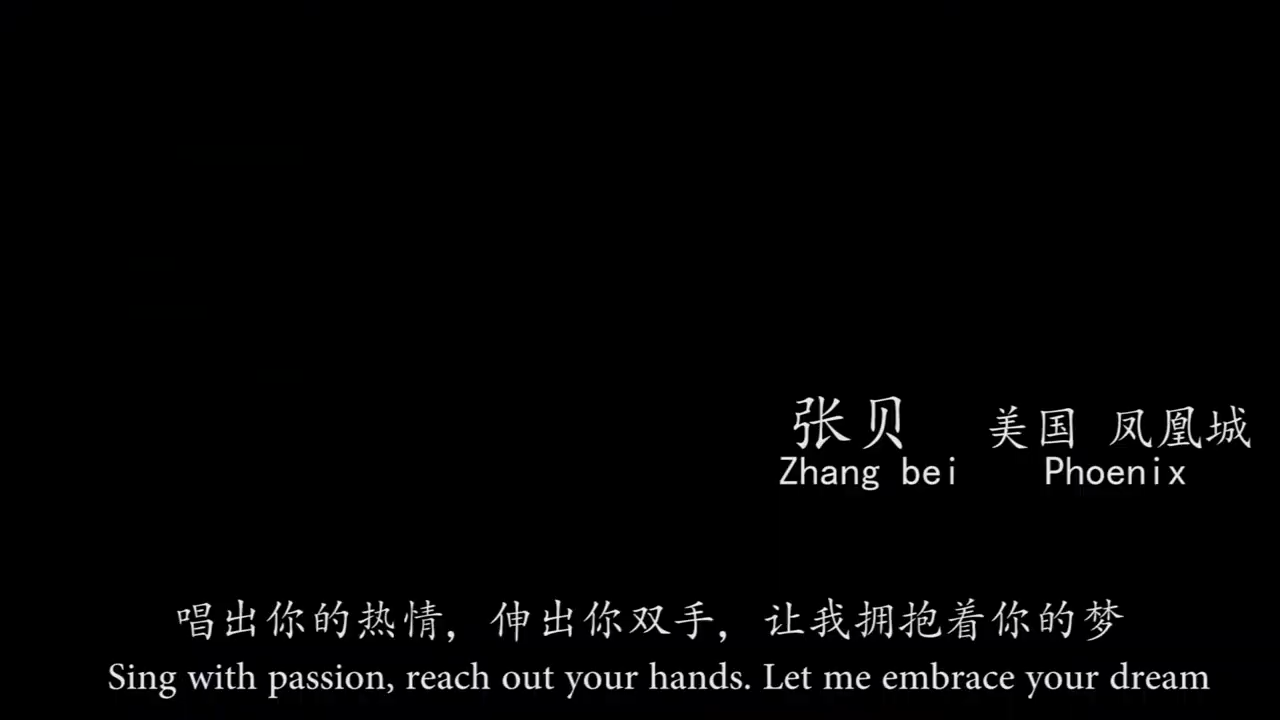 张贝 美国 凤凰城
Zhang bei Phoenix
唱出你的热情，伸出你双手，让我拥抱着你的梦
Sing with passion, reach out your hands. Let me embrace your dream